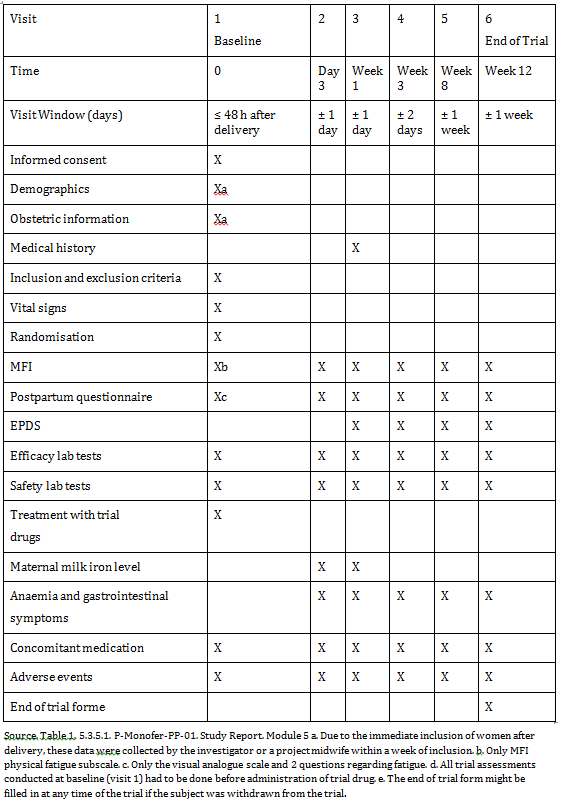 Visit 1 2 3 4 5 6
Baseline End of Trial
Time 0 Day 3 Week 1 Week 3 Week 8 Week 12
Visit Window (days) ≤ 48 h after delivery ± 1 day ± 1 day ± 2 days ± 1 week ± 1 week
Informed consent X
Demographics Xa
Obstetric information Xa
Medical history X
Inclusion and exclusion criteria X
Vital signs X
Randomisation X
MFI Xb X X X X X
Postpartum questionnaire Xc X X X X X
EPDS X X X X
Efficacy lab tests X X X X X X
Safety lab tests X X X X X X
Treatment with trial X
drugs
Maternal milk iron level X X
Anaemia and gastrointestinal X X X X X
symptoms
Concomitant medication X X X X X X
Adverse events X X X X X X
End of trial forme X
Source. Table 1. 5.3.5.1. P-Monofer-PP-01. Study Report. Module 5 a. Due to the immediate inclusion of women after
delivery, these data were collected by the investigator or a project midwife within a week of inclusion. b. Only MFI
physical fatigue subscale. c. Only the visual analogue scale and 2 questions regarding fatigue. d. All trial assessments
conducted at baseline (visit 1) had to be done before administration of trial drug. e. The end of trial form might be
filled in at any time of the trial if the subject was withdrawn from the trial.